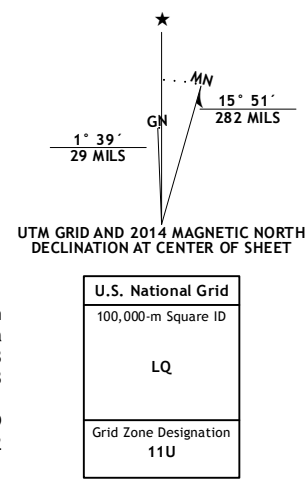 ★
MN
GN
15° 51´
282 MILS
1° 39´
29 MILS
UTM GRID AND 2014 MAGNETIC NORTH
DECLINATION AT CENTER OF SHEET
U.S. National Grid
100,000-m Square ID
LQ
Grid Zone Designation
11U